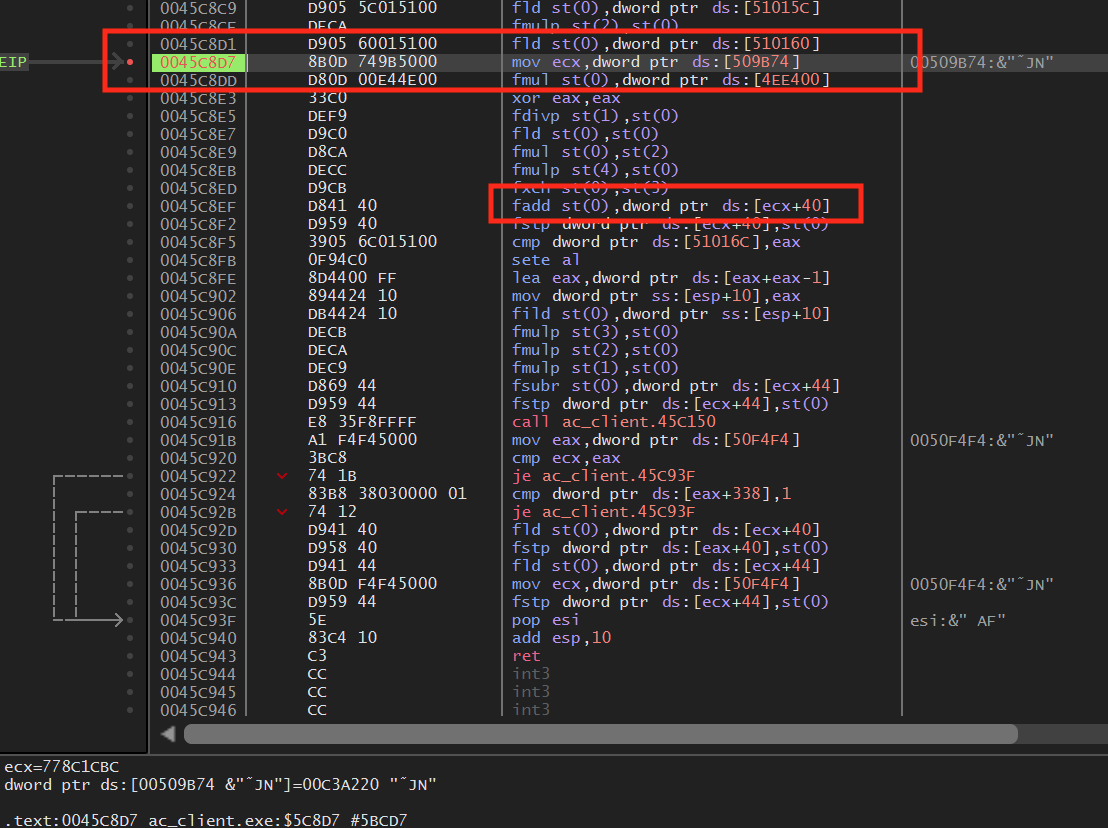 0045C8C9 D905 5C015100 fld st(0),dword ptr ds:[51015C]
0045C8CF DECA fmulp st(2),st(0)
0045C8D1 D905 60015100 fld st(0),dword ptr ds:[510160]
EIP 0045C8D7 8B0D 749B5000 mov ecx,dword ptr ds:[509B74] 00509B74:&"˜JN"
0045C8DD D80D 00E44E00 fmul st(0),dword ptr ds:[4EE400]
0045C8E3 33C0 xor eax,eax
0045C8E5 DEF9 fdivp st(1),st(0)
0045C8E7 D9C0 fld st(0),st(0)
0045C8E9 D8CA fmul st(0),st(2)
0045C8EB DECC fmulp st(4),st(0)
0045C8ED D9CB fxch st(0),st(3)
0045C8EF D841 40 fadd st(0),dword ptr ds:[ecx+40]
0045C8F2 D959 40 fstp dword ptr ds:[ecx+40],st(0)
0045C8F5 3905 6C015100 cmp dword ptr ds:[51016C],eax
0045C8FB 0F94C0 sete al
0045C8FE 8D4400 FF lea eax,dword ptr ds:[eax+eax-1]
0045C902 894424 10 mov dword ptr ss:[esp+10],eax
0045C906 DB4424 10 fild st(0),dword ptr ss:[esp+10]
0045C90A DECB fmulp st(3),st(0)
0045C90C DECA fmulp st(2),st(0)
0045C90E DEC9 fmulp st(1),st(0)
0045C910 D869 44 fsubr st(0),dword ptr ds:[ecx+44]
0045C913 D959 44 fstp dword ptr ds:[ecx+44],st(0)
0045C916 E8 35F8FFFF call ac_client.45C150
0045C91B A1 F4F45000 mov eax,dword ptr ds:[50F4F4] 0050F4F4:&"˜JN"
0045C920 3BC8 cmp ecx,eax
0045C922 74 1B je ac_client.45C93F
0045C924 83B8 38030000 01 cmp dword ptr ds:[eax+338],1
0045C92B 74 12 je ac_client.45C93F
0045C92D D941 40 fld st(0),dword ptr ds:[ecx+40]
0045C930 D958 40 fstp dword ptr ds:[eax+40],st(0)
0045C933 D941 44 fld st(0),dword ptr ds:[ecx+44]
0045C936 8B0D F4F45000 mov ecx,dword ptr ds:[50F4F4] 0050F4F4:&"˜JN"
0045C93C D959 44 fstp dword ptr ds:[ecx+44],st(0)
0045C93F 5E pop esi esi:&" AF"
0045C940 83C4 10 add esp,10
0045C943 C3 ret
0045C944 CC int3
0045C945 CC int3
0045C946 CC int3
ecx=778C1CBC
dword ptr ds:[00509B74 &"˜JN"]=00C3A220 "˜JN"
.text:0045C8D7 ac_client.exe:$5C8D7 #5BCD7